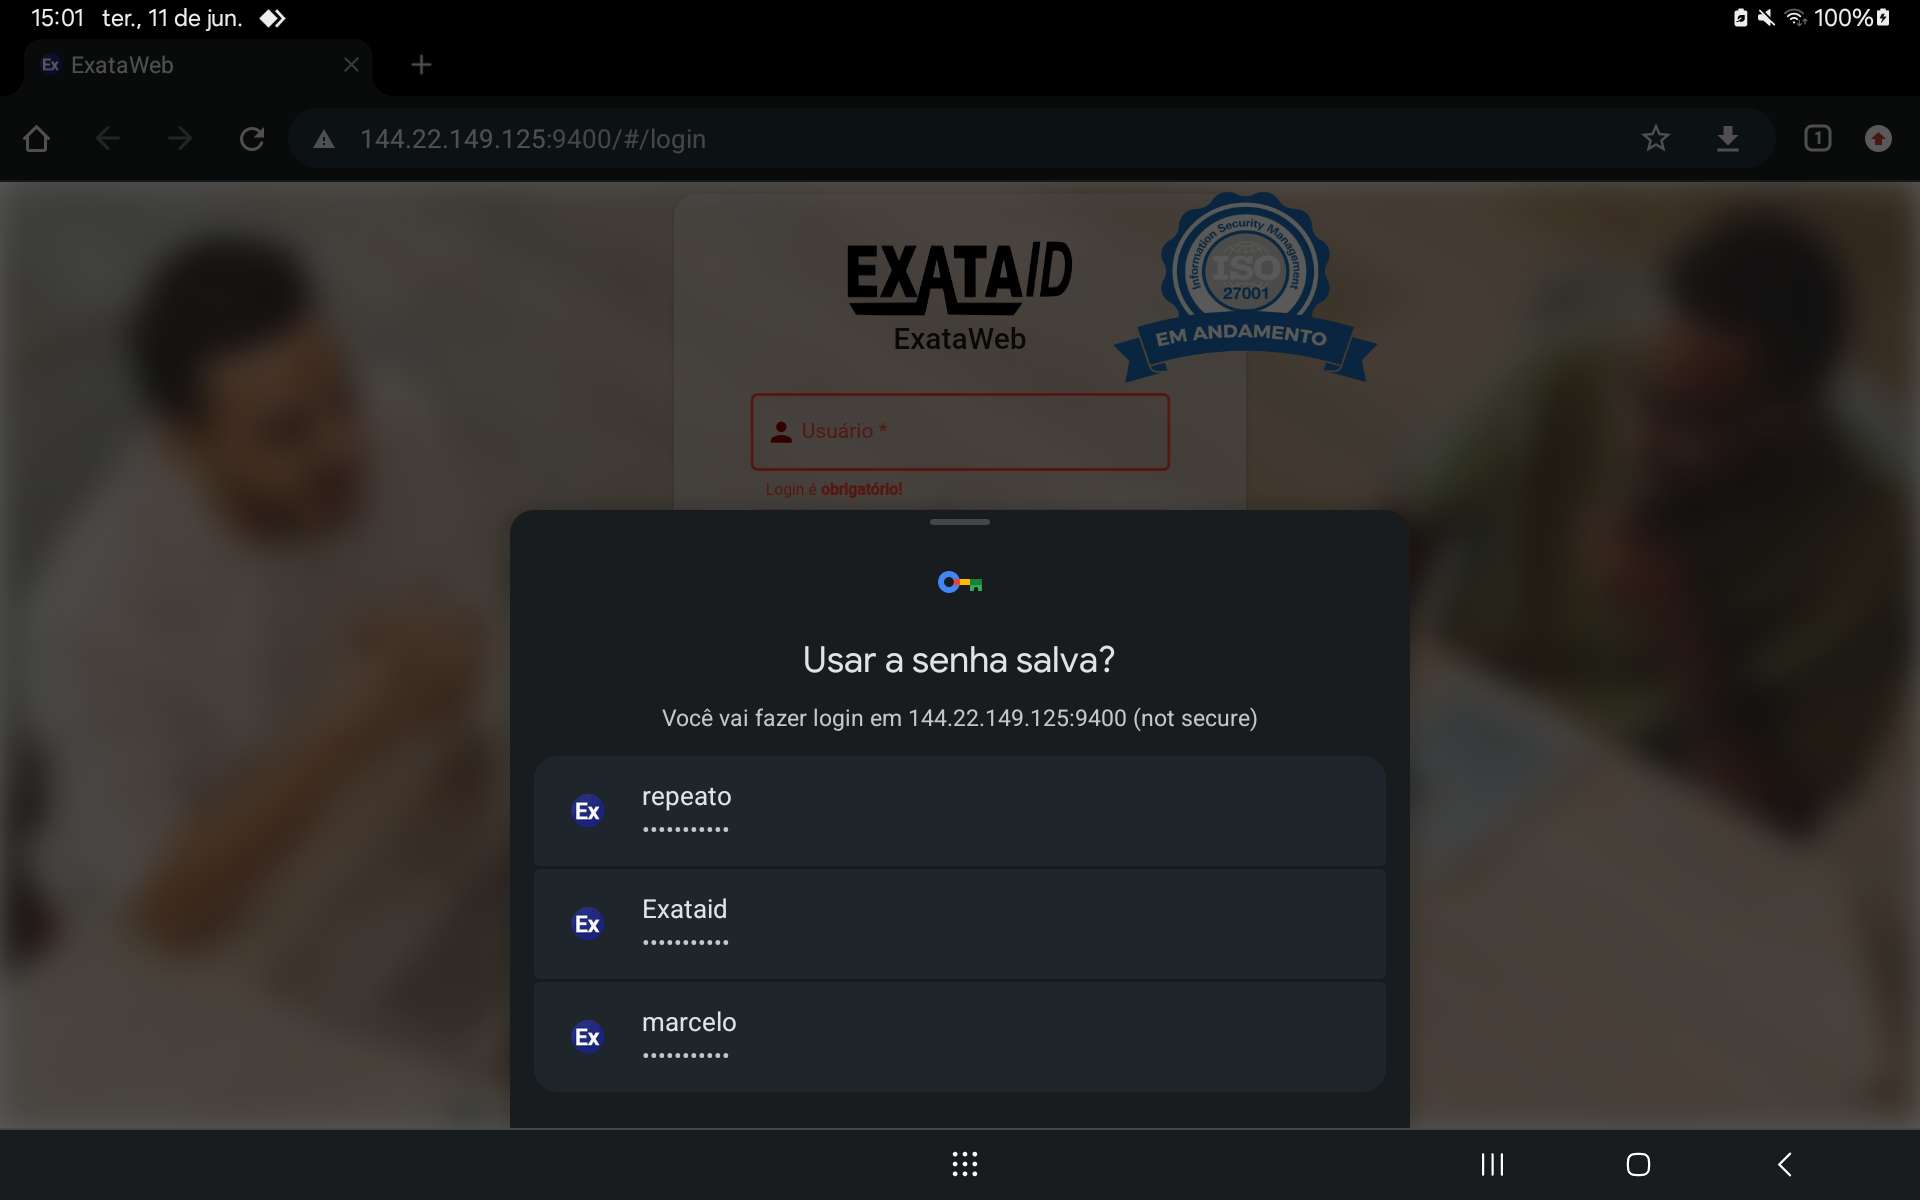 15:01 ter., 11 de jun. 100%
Ex ExataWeb
144.22.149.125:9400/#/login 1
EXATAID
ExataWeb
Information Security Management
ISO
27001
EM ANDAMENTO
Usuário *
Login é obrigatório!
Usar a senha salva?
Você vai fazer login em 144.22.149.125:9400 (not secure)
Ex repeato
•••••••••••
Ex Exataid
•••••••••••
Ex marcelo
•••••••••••